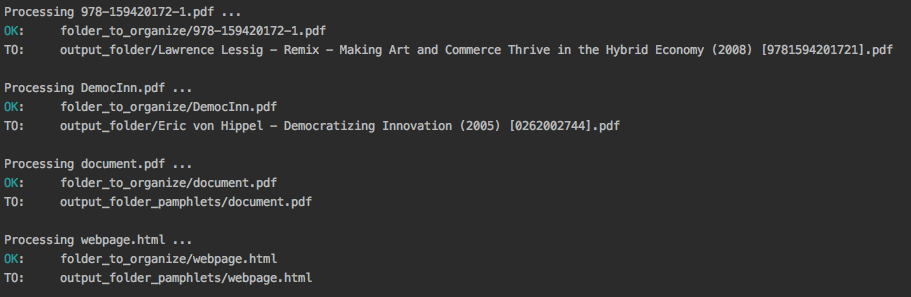 Processing 978-159420172-1.pdf ...
OK:     folder_to_organize/978-159420172-1.pdf
TO:     output_folder/Lawrence Lessig - Remix - Making Art and Commerce Thrive in the Hybrid Economy (2008) [9781594201721].pdf

Processing DemocInn.pdf ...
OK:     folder_to_organize/DemocInn.pdf
TO:     output_folder/Eric von Hippel - Democratizing Innovation (2005) [0262002744].pdf

Processing document.pdf ...
OK:     folder_to_organize/document.pdf
TO:     output_folder_pamphlets/document.pdf

Processing webpage.html ...
OK:     folder_to_organize/webpage.html
TO:     output_folder_pamphlets/webpage.html